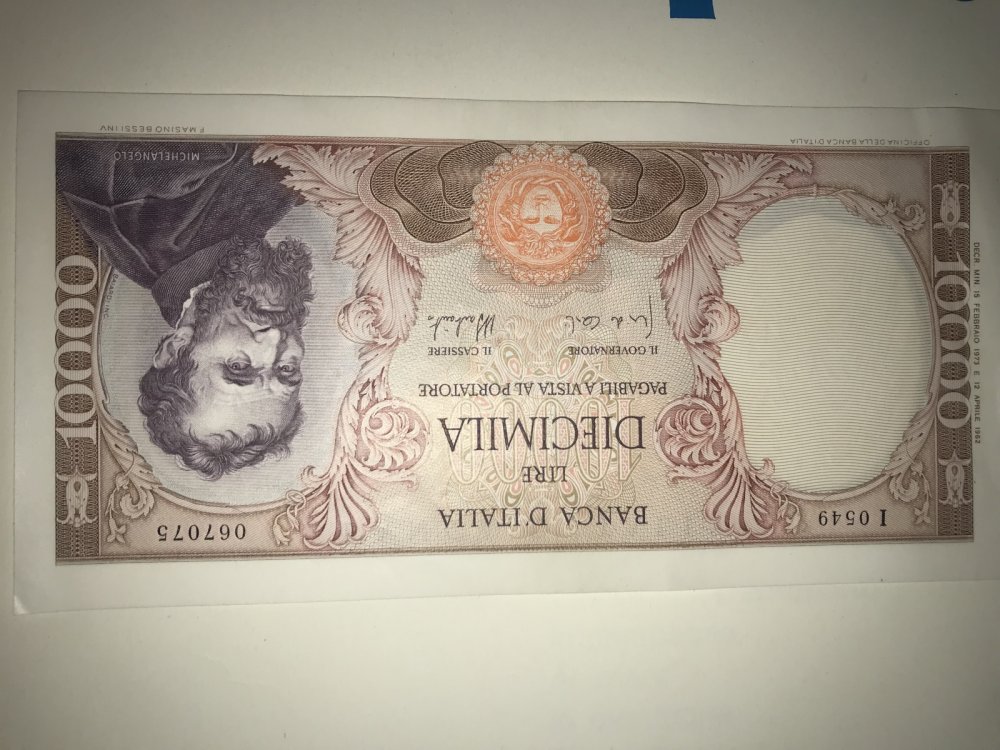 BANCA D'ITALIA
I 0549
067075
LIRE
DIECIMILA
10000
PAGABILI A VISTA AL PORTATORE
IL GOVERNATORE
IL CASSIERE
10000
10000
DECR MIN 15 FEBBRAIO 1973 E 12 APRILE 1962
MICHELANGELO
OFFICINA DELLA BANCA D'ITALIA
F MASINO BESSI INV